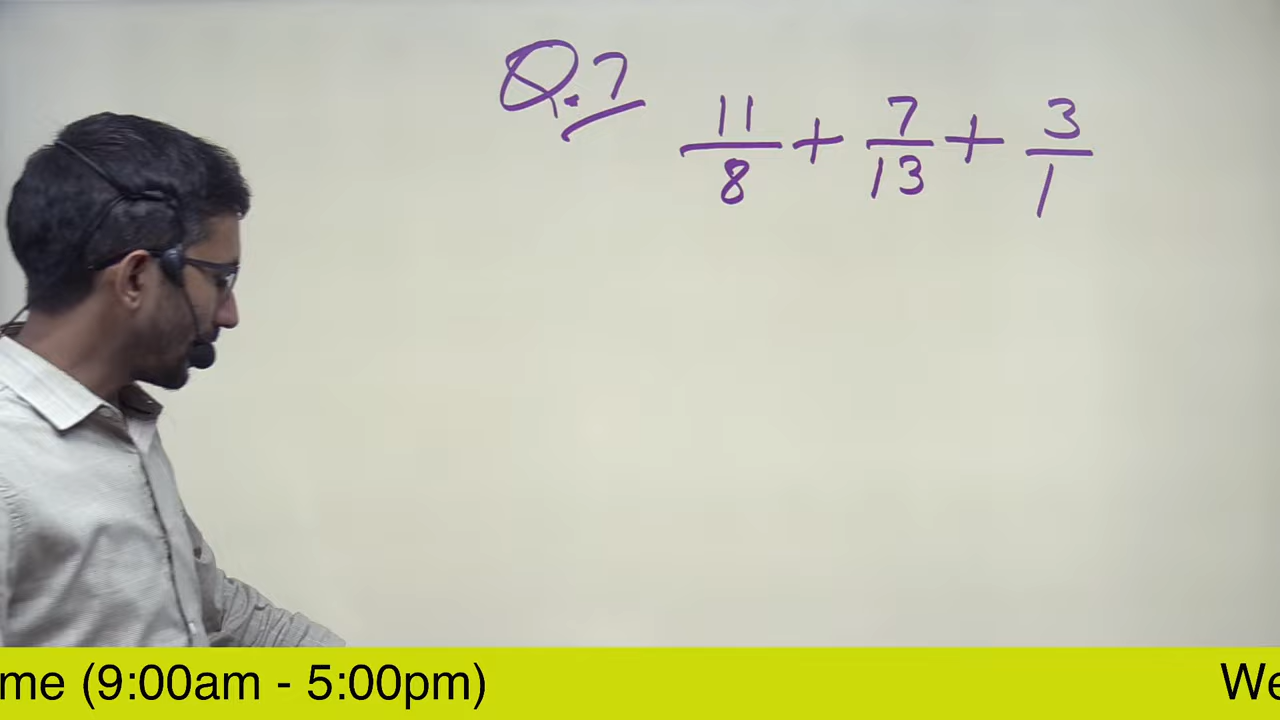 Q.7
11/8 + 7/13 + 3/1
me (9:00am - 5:00pm) We